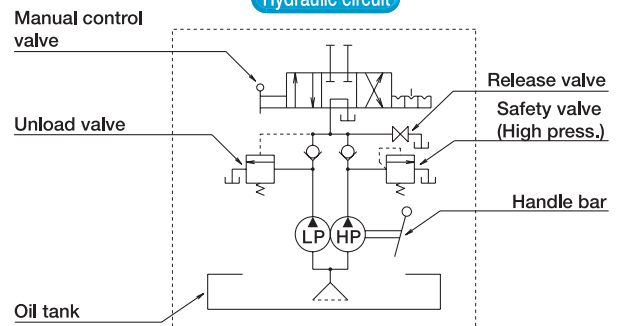 Hydraulic circuit
Manual control
valve
Release valve
Safety valve
(High press.)
Unload valve
Handle bar
LP
HP
Oil tank